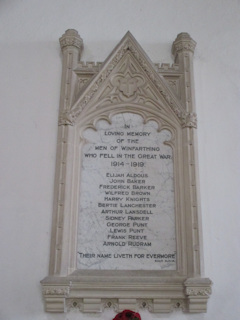 IN
LOVING MEMORY
OF THE
MEN OF WINFARTHING
WHO FELL IN THE GREAT WAR
1914 - 1919
ELIJAH ALDOUS
JOHN BAKER
FREDERICK BARKER
WILFRED BROWN
HARRY KNIGHTS
BERTIE LANCHESTER
ARTHUR LANSDELL
SIDNEY PARKER
GEORGE PUNT
LEWIS PUNT
FRANK REEVE
ARNOLD RUDRAM
"THEIR NAME LIVETH FOR EVERMORE